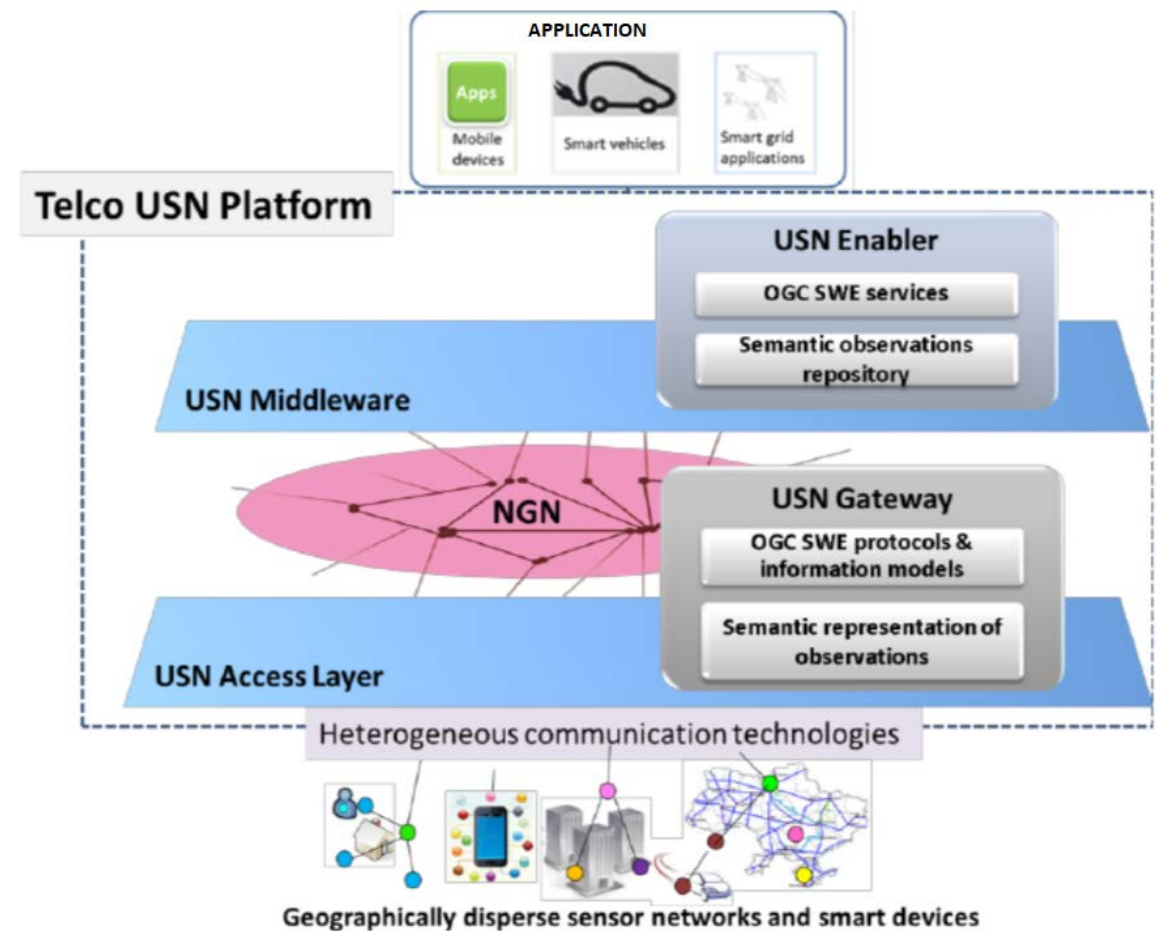 APPLICATION
Apps
Mobile
devices
Smart vehicles
Smart grid
applications
Telco USN Platform
USN Enabler
OGC SWE services
Semantic observations
repository
USN Middleware
NGN
USN Gateway
OGC SWE protocols &
information models
Semantic representation of
observations
USN Access Layer
Heterogeneous communication technologies
Geographically disperse sensor networks and smart devices